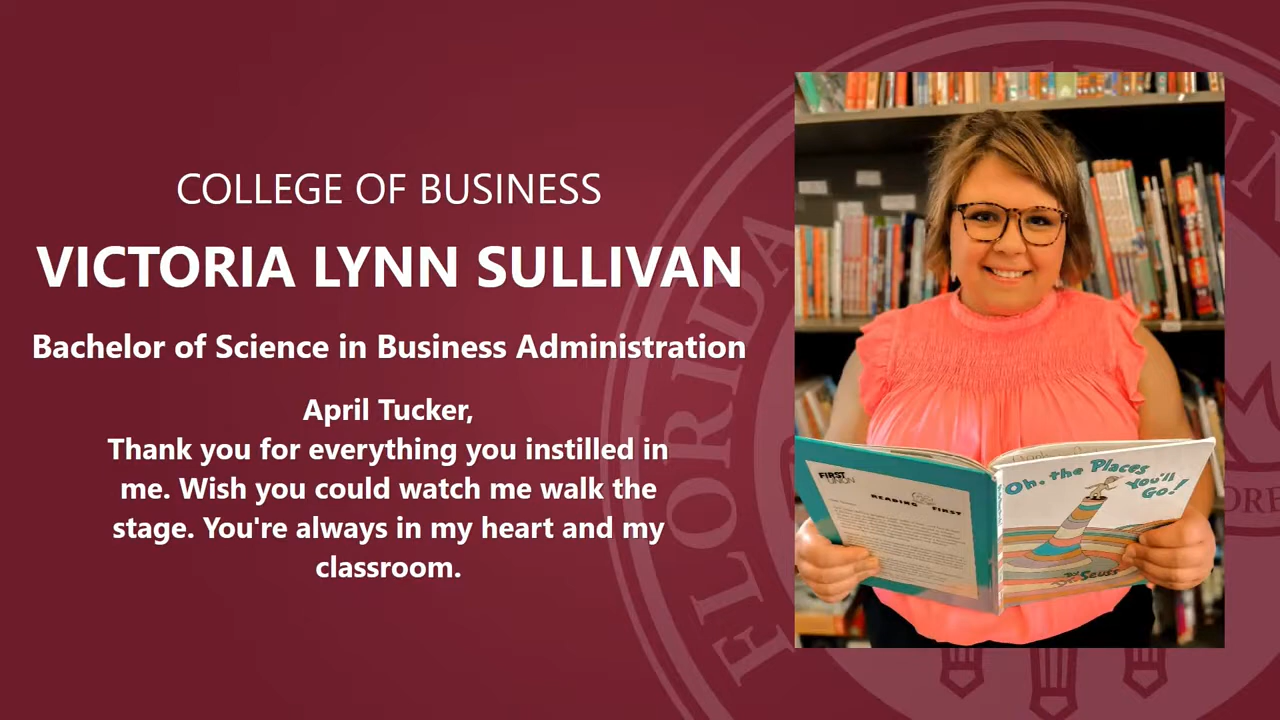 COLLEGE OF BUSINESS
VICTORIA LYNN SULLIVAN
Bachelor of Science in Business Administration
April Tucker,
Thank you for everything you instilled in
me. Wish you could watch me walk the
stage. You're always in my heart and my
classroom.
FLORIDA
FIRST
UNION
READING FIRST
Oh, the Places
You'll
Go!
By
Dr. Seuss